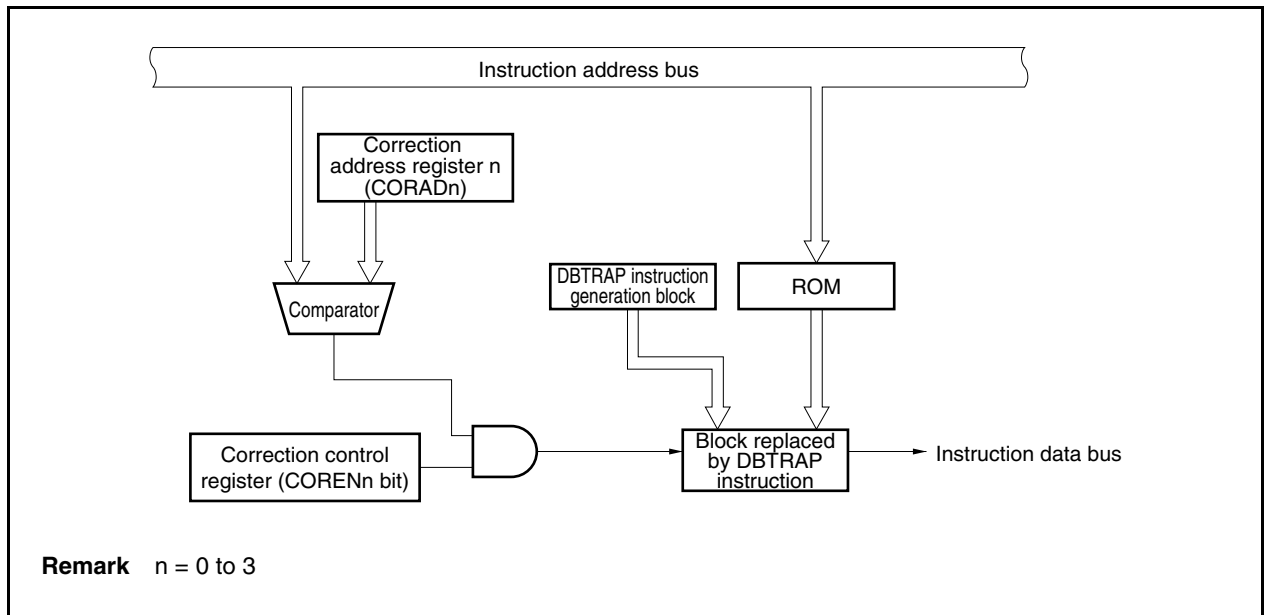 Instruction address bus
Correction
address register n
(CORADn)
Comparator
DBTRAP instruction
generation block
ROM
Correction control
register (CORENn bit)
Block replaced
by DBTRAP
instruction
Instruction data bus
Remark n = 0 to 3